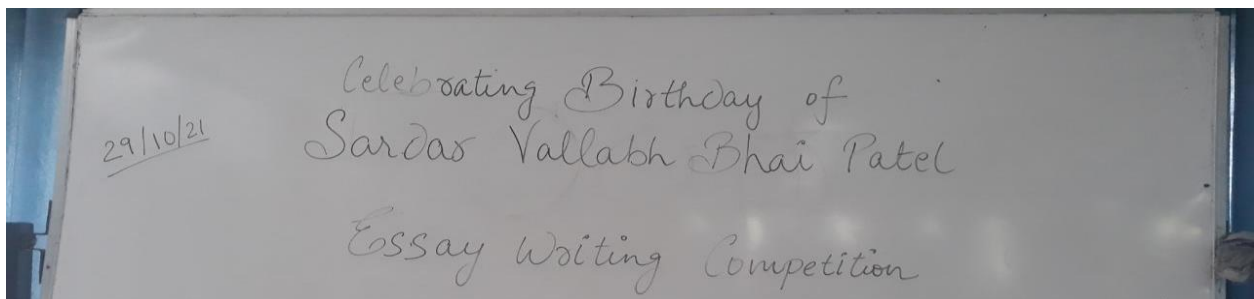 Celebrating Birthday of
29/10/21
Sardar Vallabh Bhai Patel
Essay Writing Competition